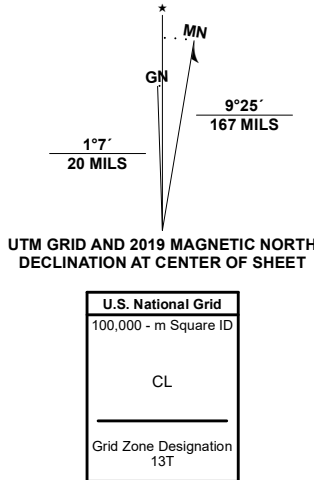 ★
MN
GN
9°25´
167 MILS
1°7´
20 MILS
UTM GRID AND 2019 MAGNETIC NORTH
DECLINATION AT CENTER OF SHEET
U.S. National Grid
100,000 - m Square ID
CL
Grid Zone Designation
13T